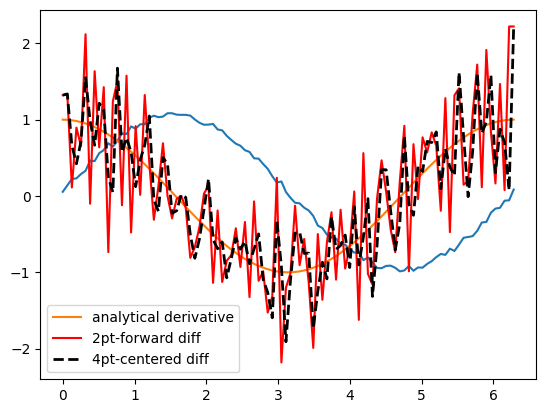 2
1
0
−1
−2
analytical derivative
2pt-forward diff
4pt-centered diff
0 1 2 3 4 5 6